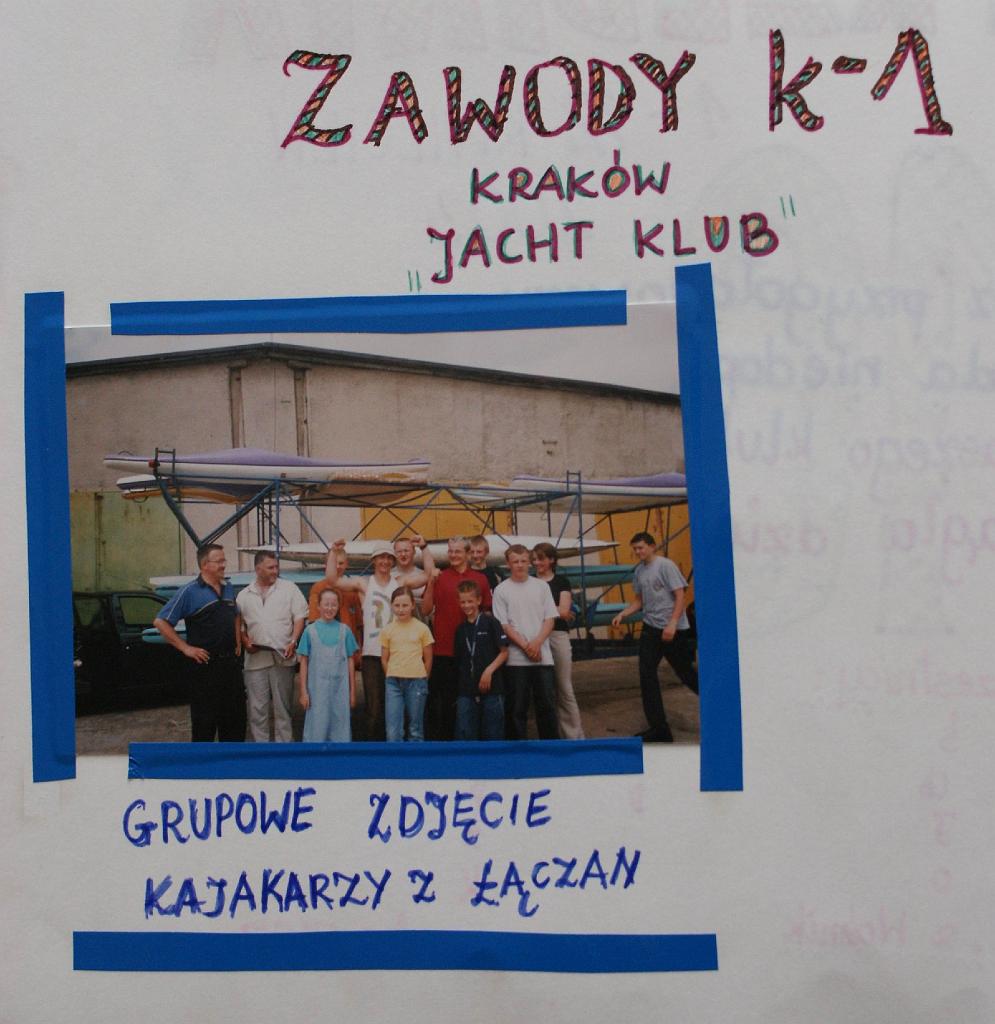 ZAWODY K-1
KRAKÓW
"JACHT KLUB"
GRUPOWE ZDJĘCIE
KAJAKARZY Z ŁĄCZAN